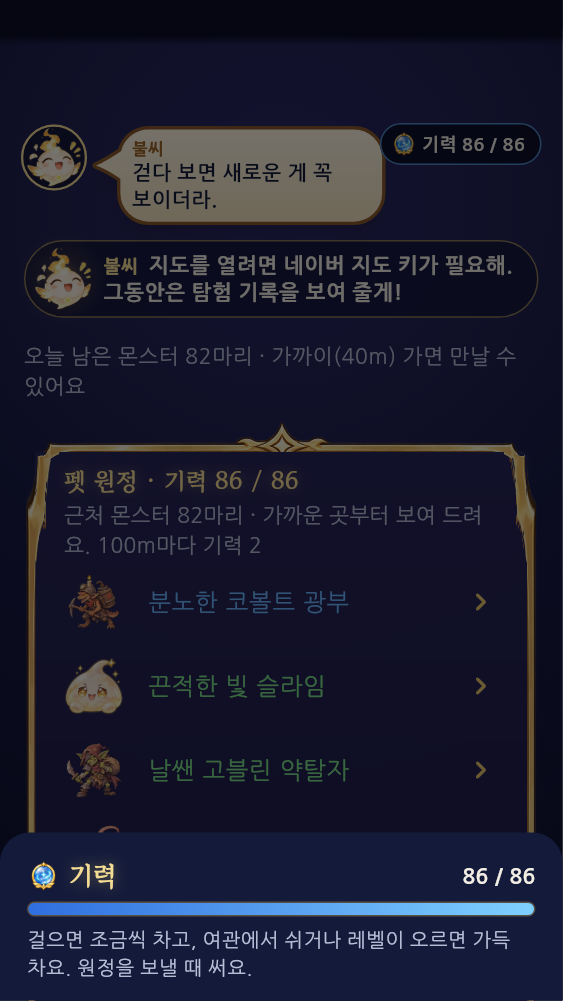 불씨
걷다 보면 새로운 게 꼭
보이더라.
기력 86 / 86
불씨 지도를 열려면 네이버 지도 키가 필요해.
그동안은 탐험 기록을 보여 줄게!
오늘 남은 몬스터 82마리 · 가까이(40m) 가면 만날 수
있어요
펫 원정 · 기력 86 / 86
근처 몬스터 82마리 · 가까운 곳부터 보여 드려
요. 100m마다 기력 2
분노한 코볼트 광부
끈적한 빛 슬라임
날쌘 고블린 약탈자
기력
86 / 86
걸으면 조금씩 차고, 여관에서 쉬거나 레벨이 오르면 가득
차요. 원정을 보낼 때 써요.